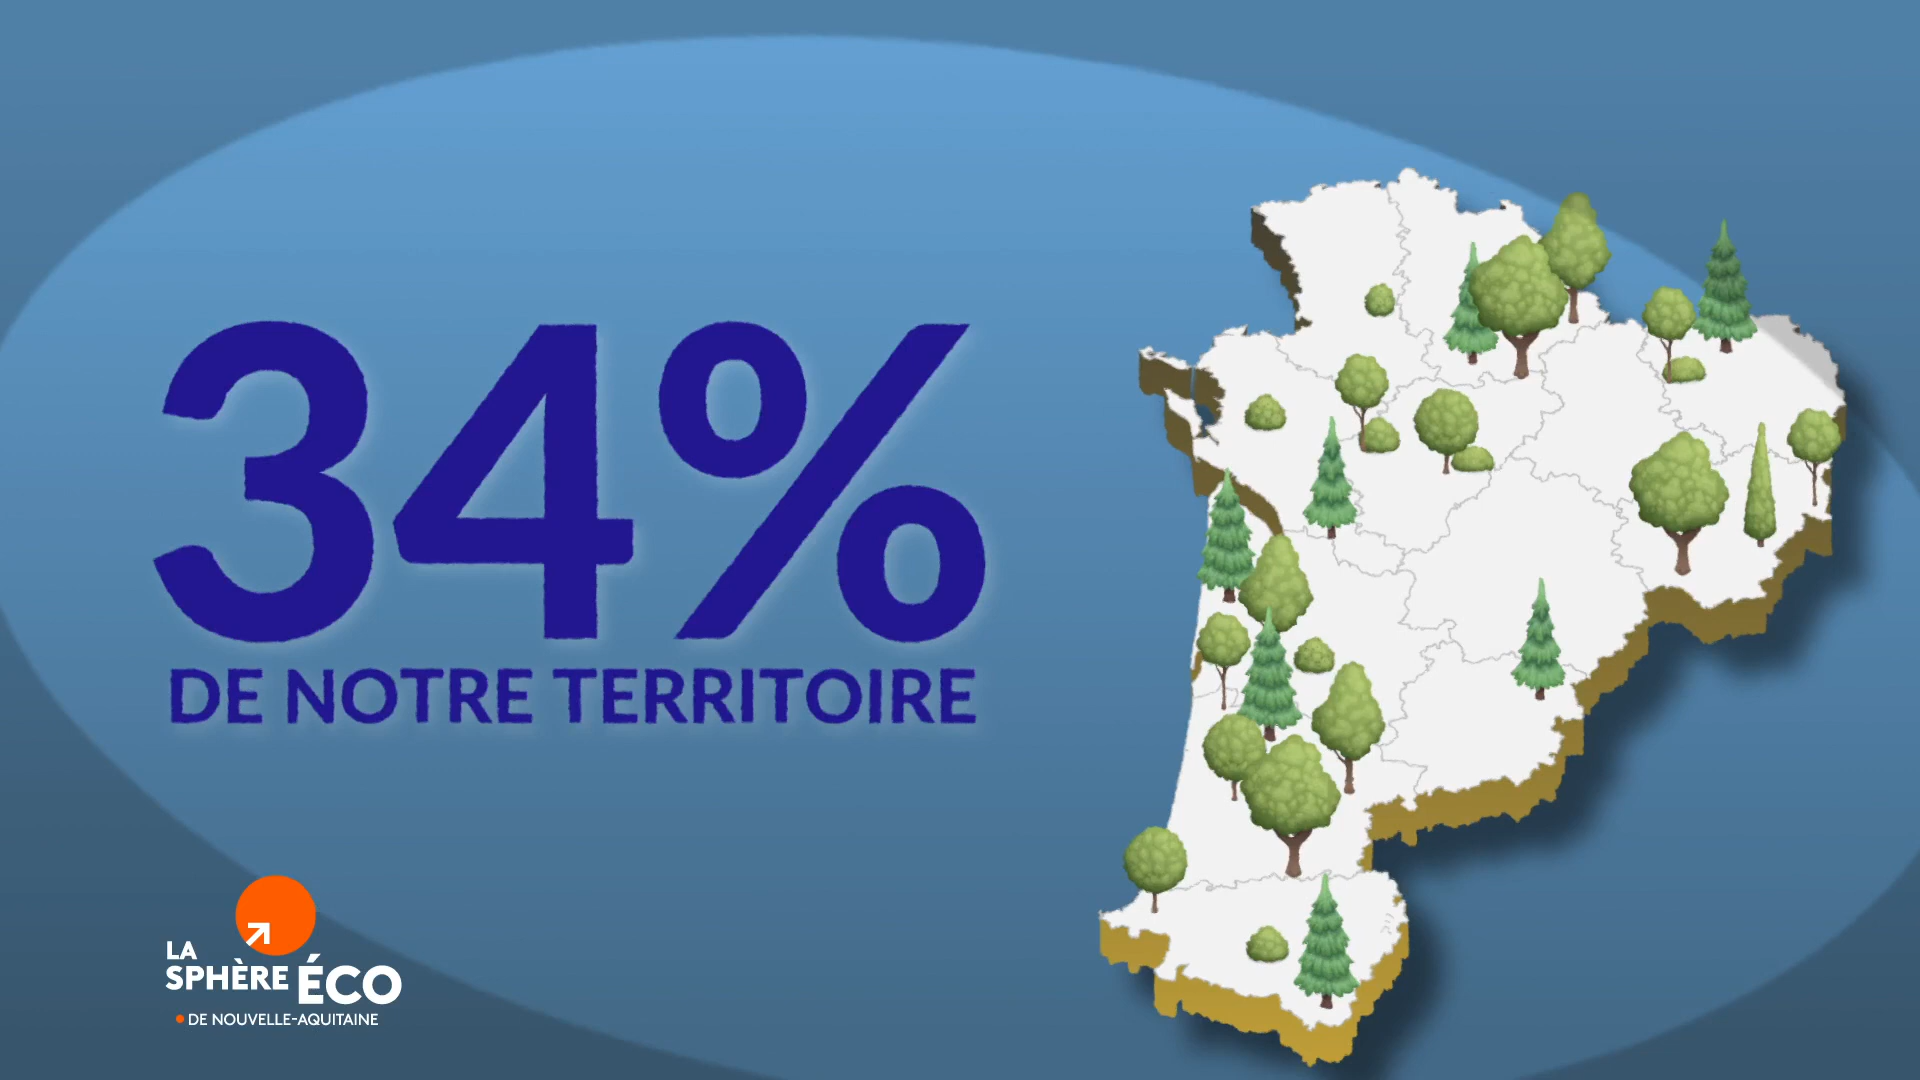 34%
DE NOTRE TERRITOIRE
LA
SPHÈRE ÉCO
DE NOUVELLE-AQUITAINE